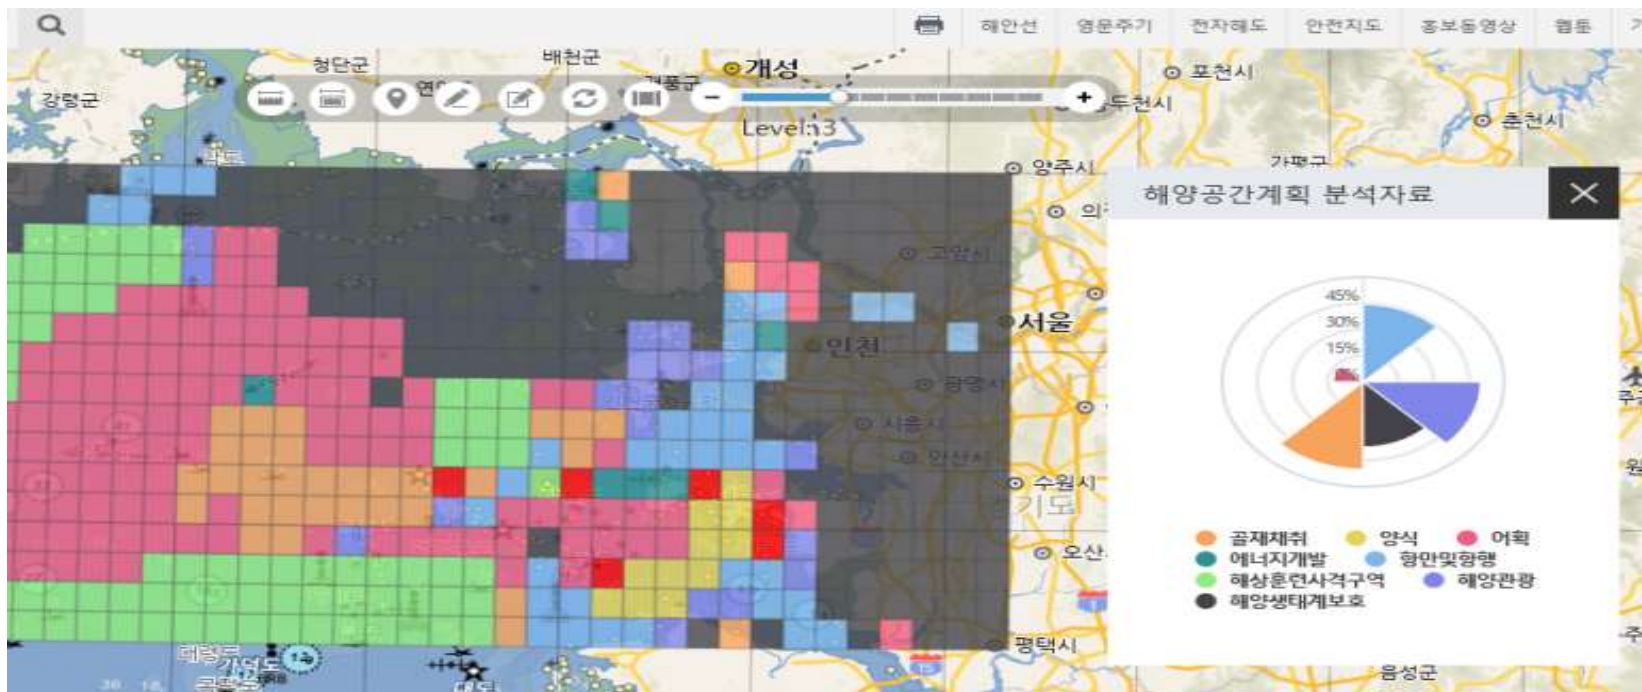 해안선 영문주기 전자해도 안전지도 홍보동영상 웹툰
청단군
배천군
개성
포천시
강령군
동두천시
춘천시
Level:13
양주시
가평군
해양공간계획 분석자료
고양시
45%
30%
15%
서울
인천
광명시
시흥시
안산시
수원시
기도
골재채취 양식 어획
에너지개발 항만및항행
해상훈련사격구역 해양관광
해양생태계보호
평택시
가덕도
음성군